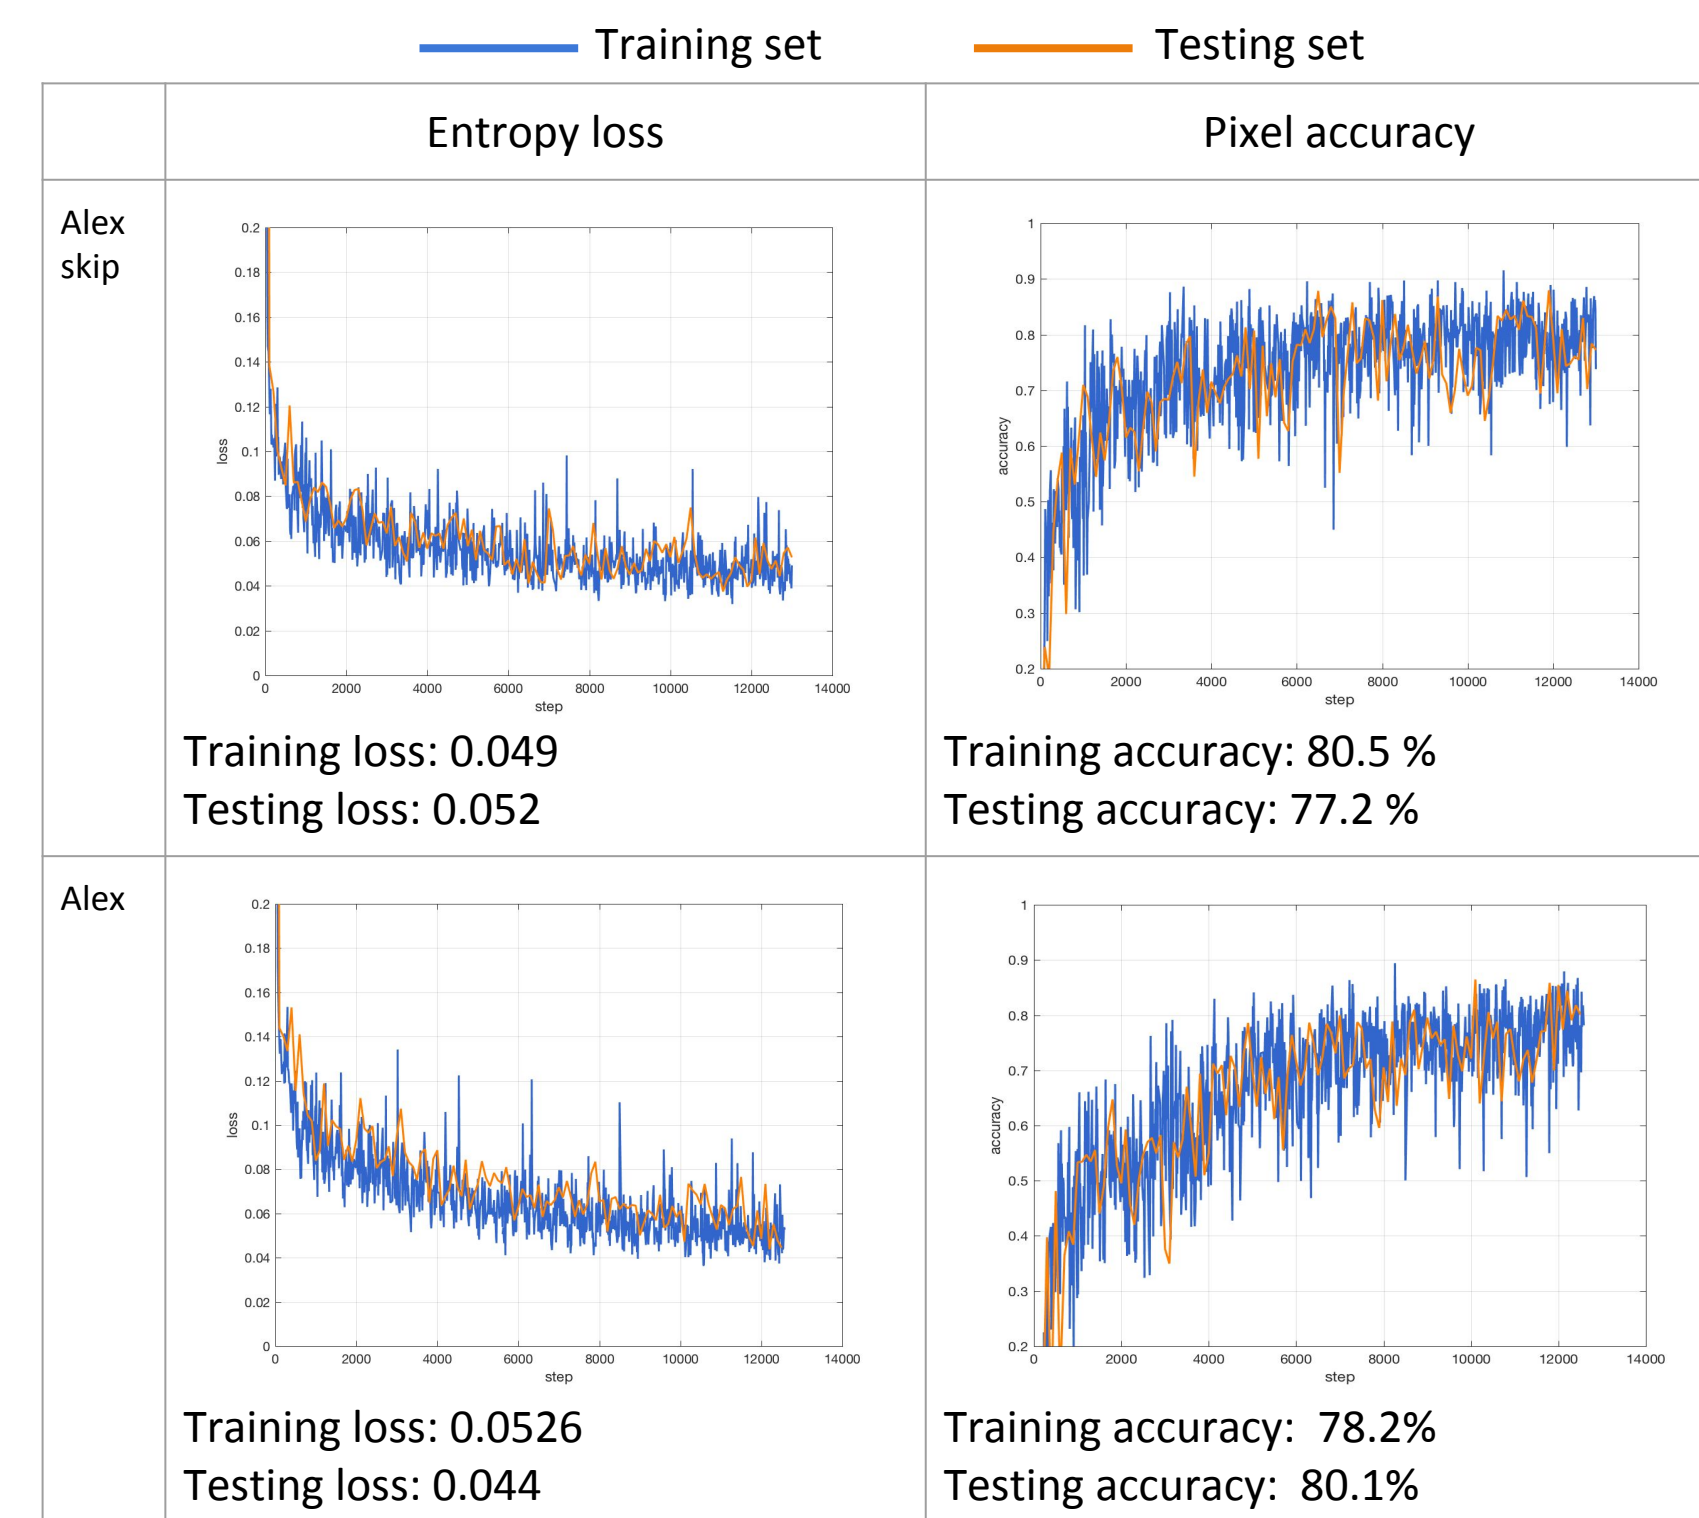 Training set
Testing set
Entropy loss
Pixel accuracy
Alex
skip
0.2
0.18
0.16
0.14
0.12
0.1
0.08
0.06
0.04
0.02
0
loss
0 2000 4000 6000 8000 10000 12000 14000
step
1
0.9
0.8
0.7
0.6
0.5
0.4
0.3
0.2
accuracy
0 2000 4000 6000 8000 10000 12000 14000
step
Training loss: 0.049
Testing loss: 0.052
Training accuracy: 80.5 %
Testing accuracy: 77.2 %
Alex
0.2
0.18
0.16
0.14
0.12
0.1
0.08
0.06
0.04
0.02
0
loss
0 2000 4000 6000 8000 10000 12000 14000
step
1
0.9
0.8
0.7
0.6
0.5
0.4
0.3
0.2
accuracy
0 2000 4000 6000 8000 10000 12000 14000
step
Training loss: 0.0526
Testing loss: 0.044
Training accuracy: 78.2%
Testing accuracy: 80.1%